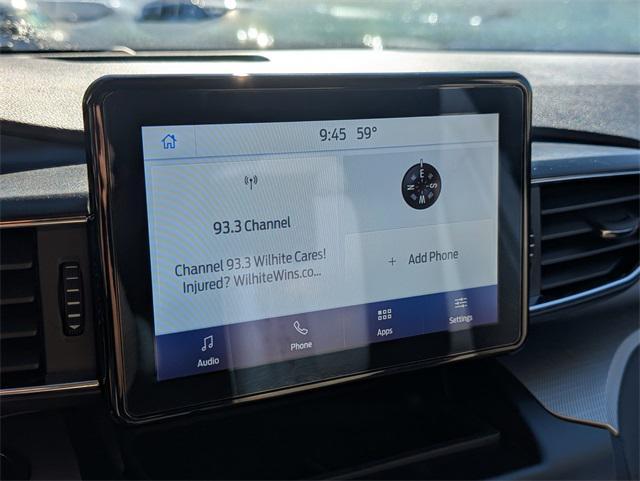 9:45 59°
93.3 Channel
Channel 93.3 Wilhite Cares!
Injured? WilhiteWins.co...
N E S W
+ Add Phone
Audio
Phone
Apps
Settings